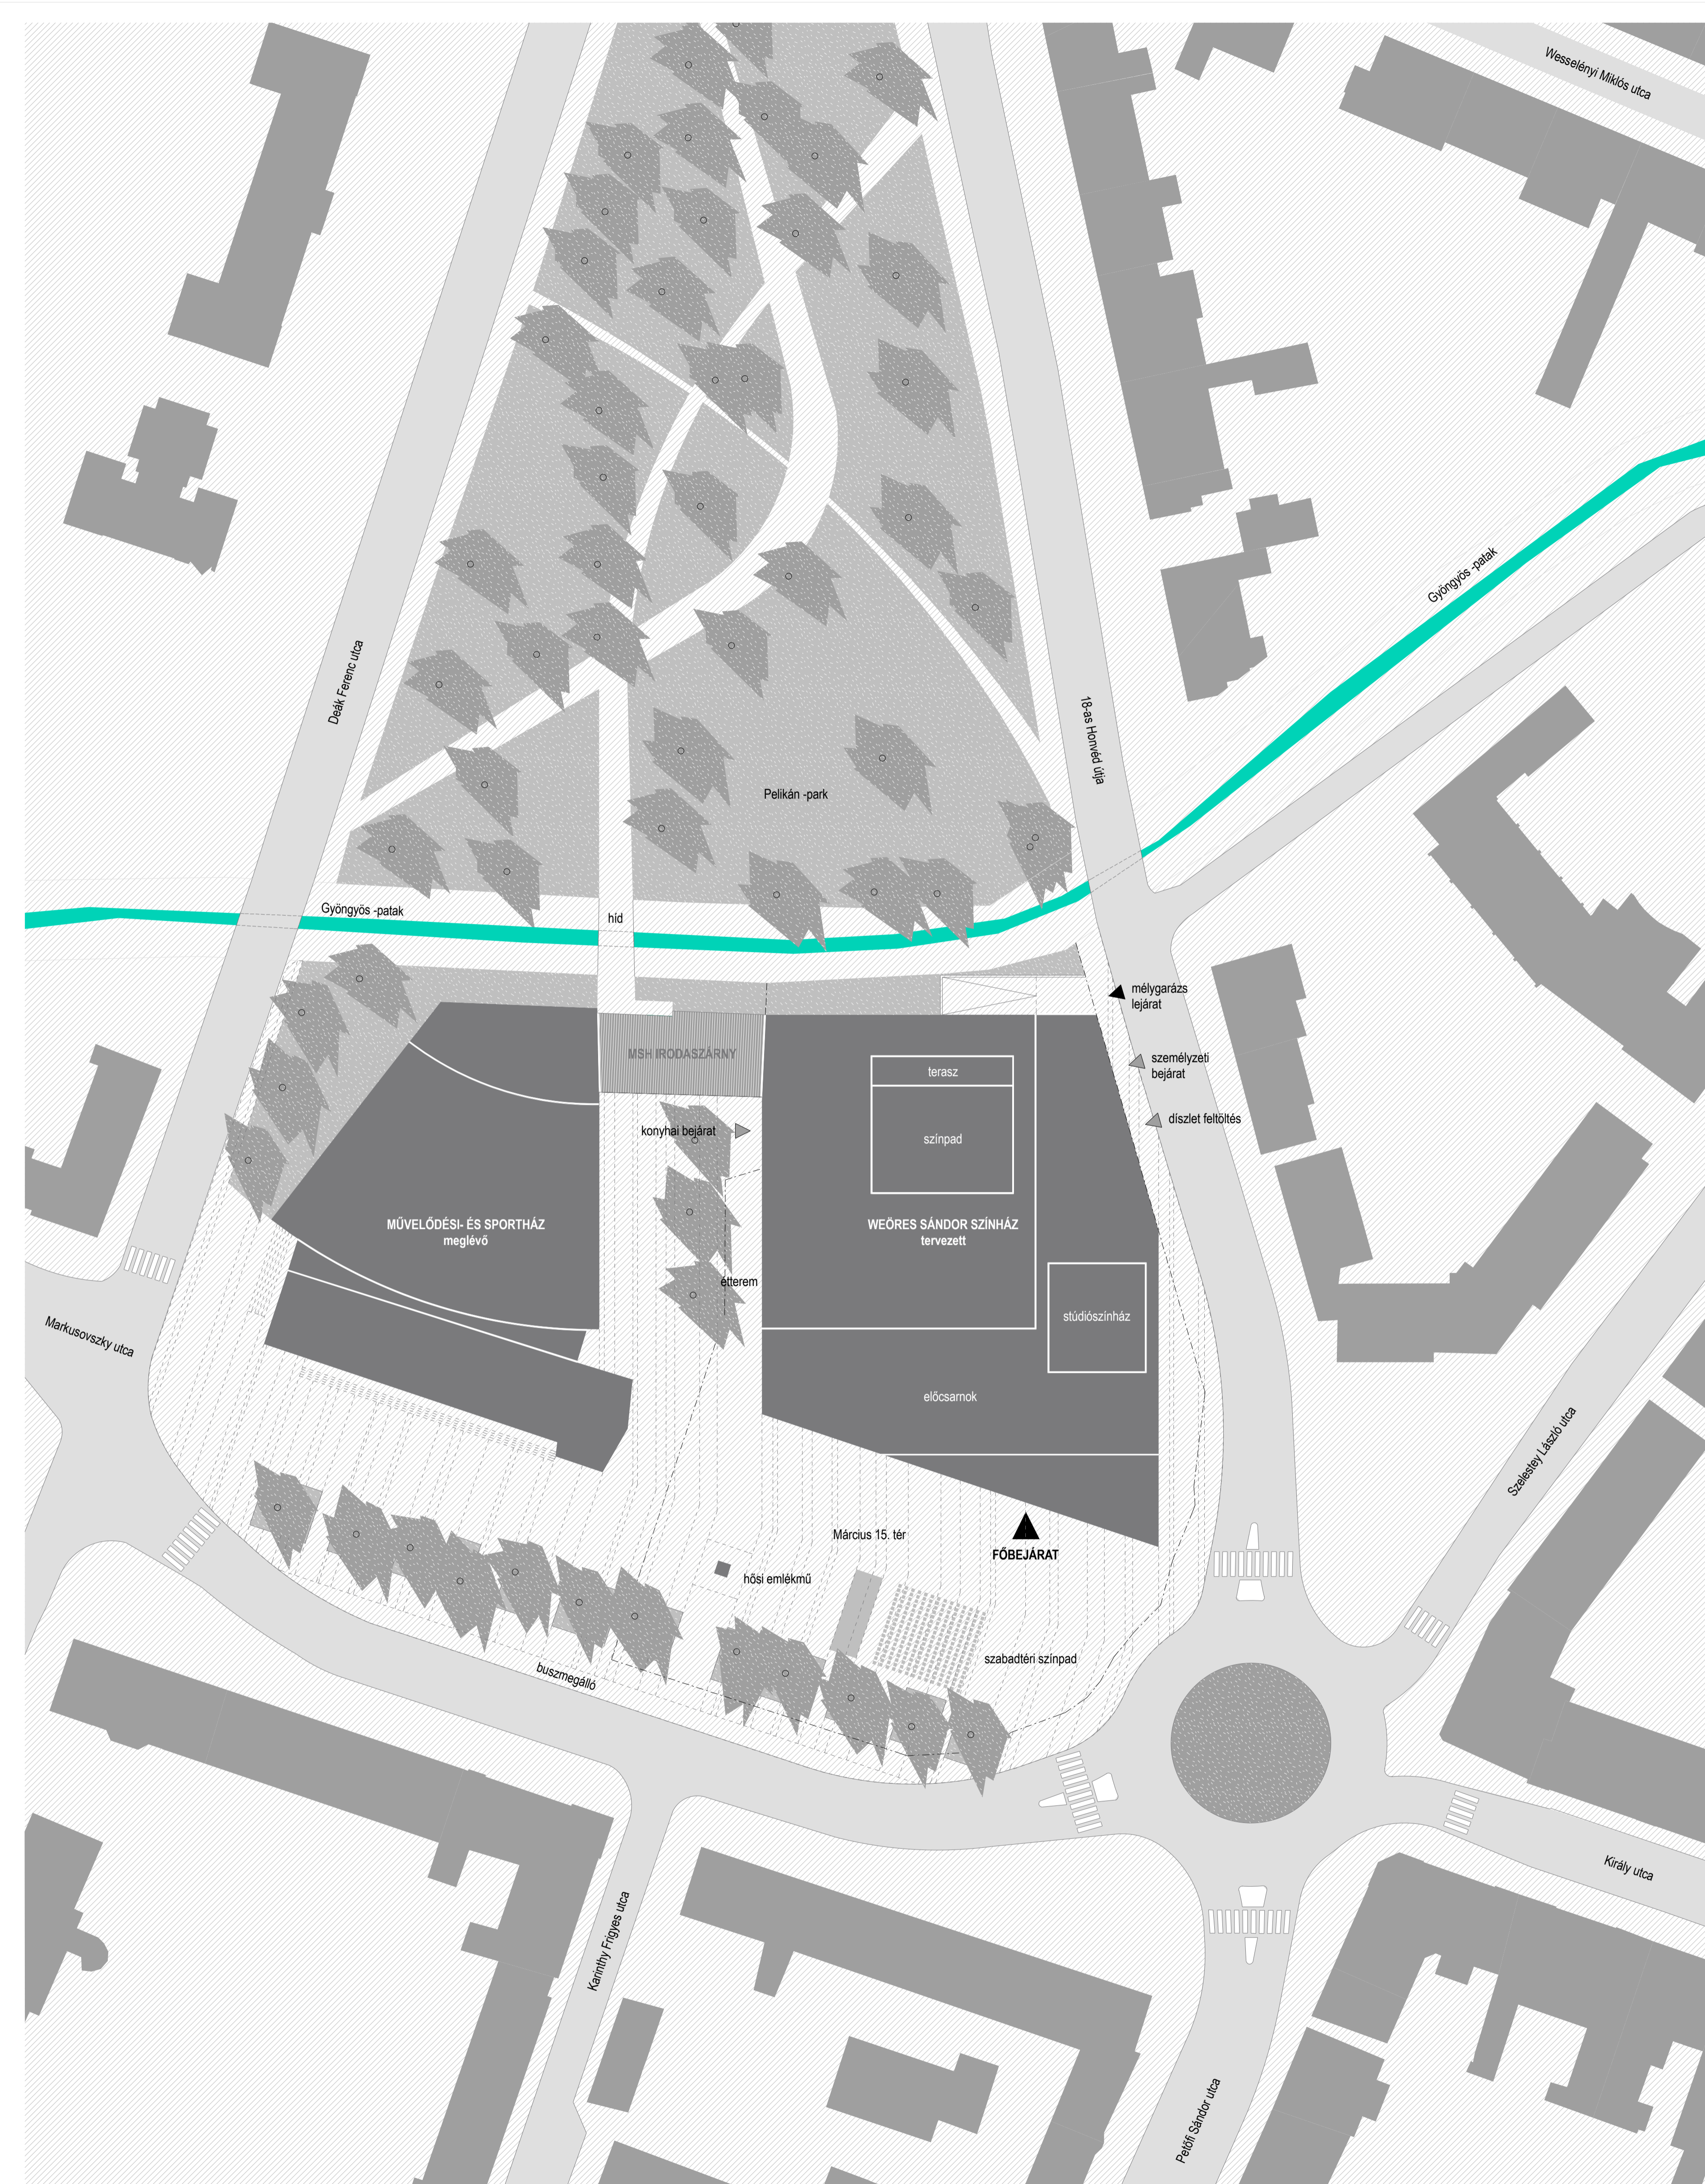 Wesselényi Miklós utca
Gyöngyös -patak
Deák Ferenc utca
18-as Honvéd útja
Pelikán -park
Gyöngyös -patak
híd
mélygarázs
lejárat
MSH IRODASZÁRNY
személyzeti
bejárat
terasz
díszlet feltöltés
konyhai bejárat
színpad
MŰVELŐDÉSI- ÉS SPORTHÁZ
meglévő
WEÖRES SÁNDOR SZÍNHÁZ
tervezett
étterem
stúdiószínház
Markusovszky utca
előcsarnok
Szelestey László utca
Március 15. tér
FŐBEJÁRAT
hősi emlékmű
szabadtéri színpad
buszmegálló
Király utca
Karinthy Frigyes utca
Petőfi Sándor utca